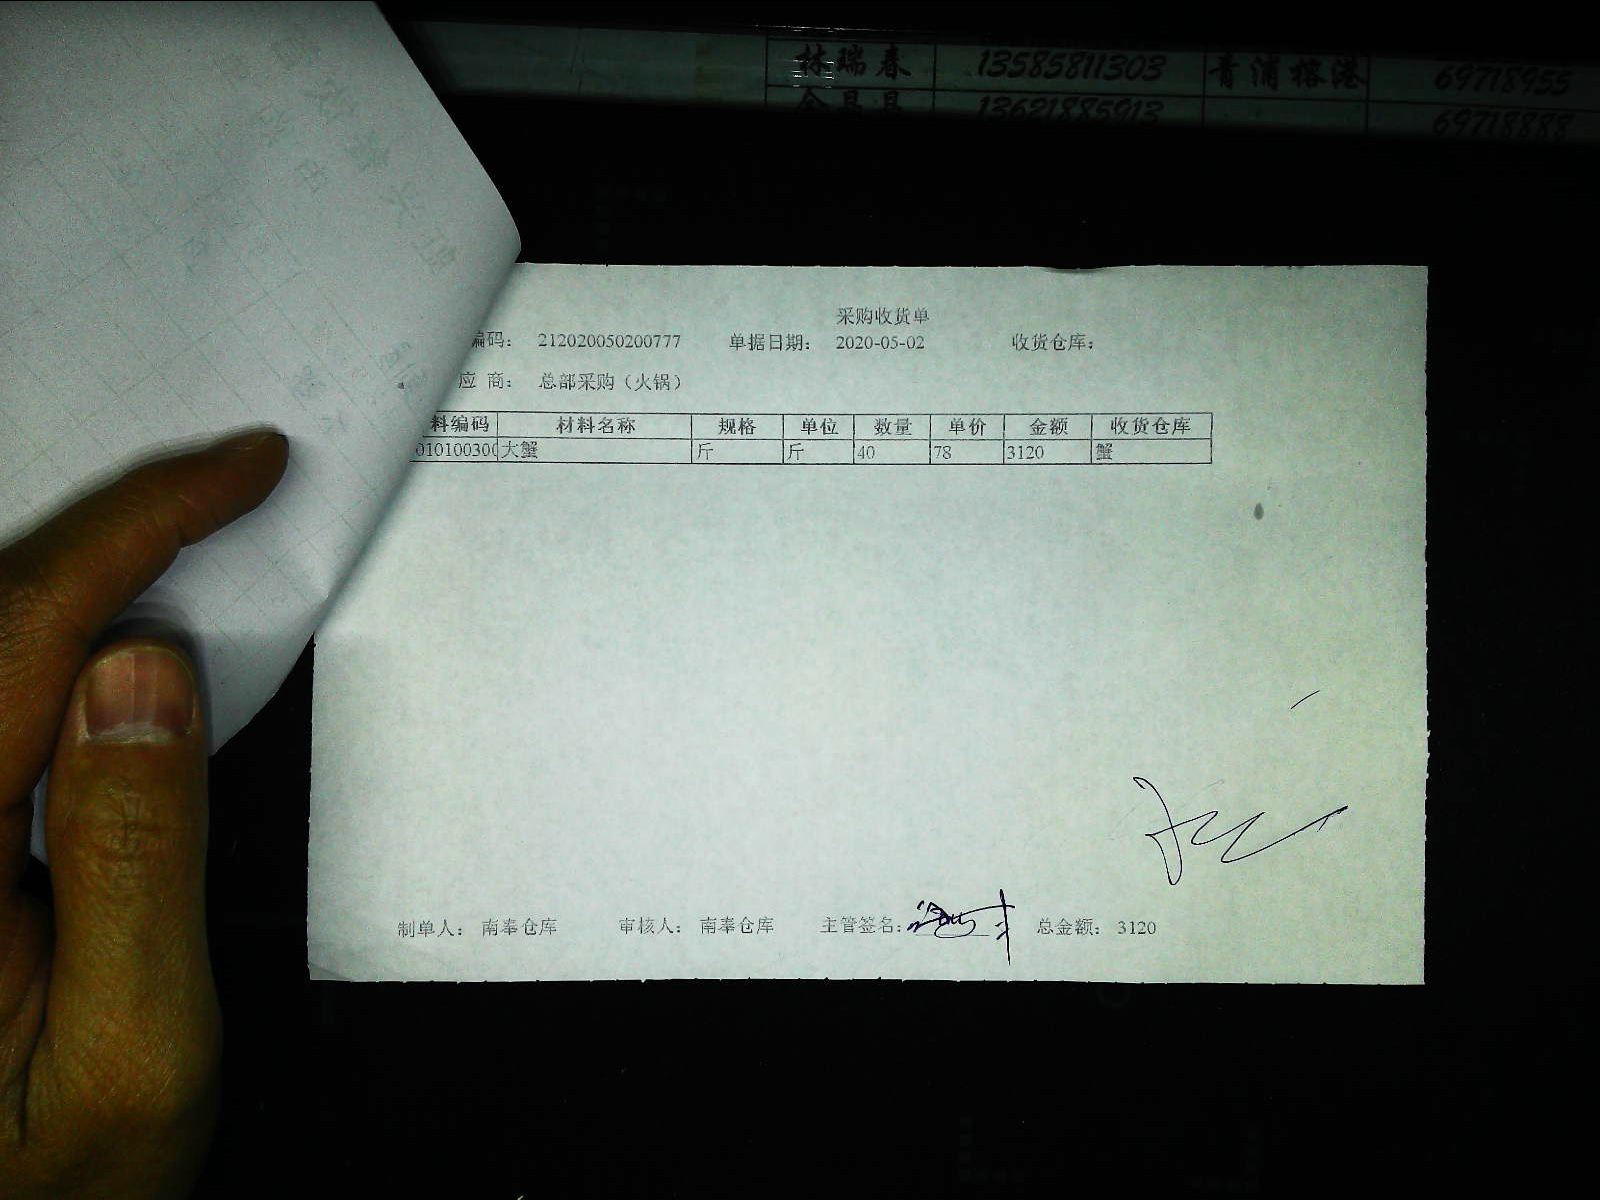 林瑞春 13585811303 青浦榕港 69718955
13621885913 69718888
采购收货单
编码： 212020050200777 单据日期： 2020-05-02 收货仓库：
应 商： 总部采购（火锅）
料编码 材料名称 规格 单位 数量 单价 金额 收货仓库
01010030 大蟹 斤 斤 40 78 3120 蟹
制单人： 南奉仓库 审核人： 南奉仓库 主管签名： 总金额： 3120